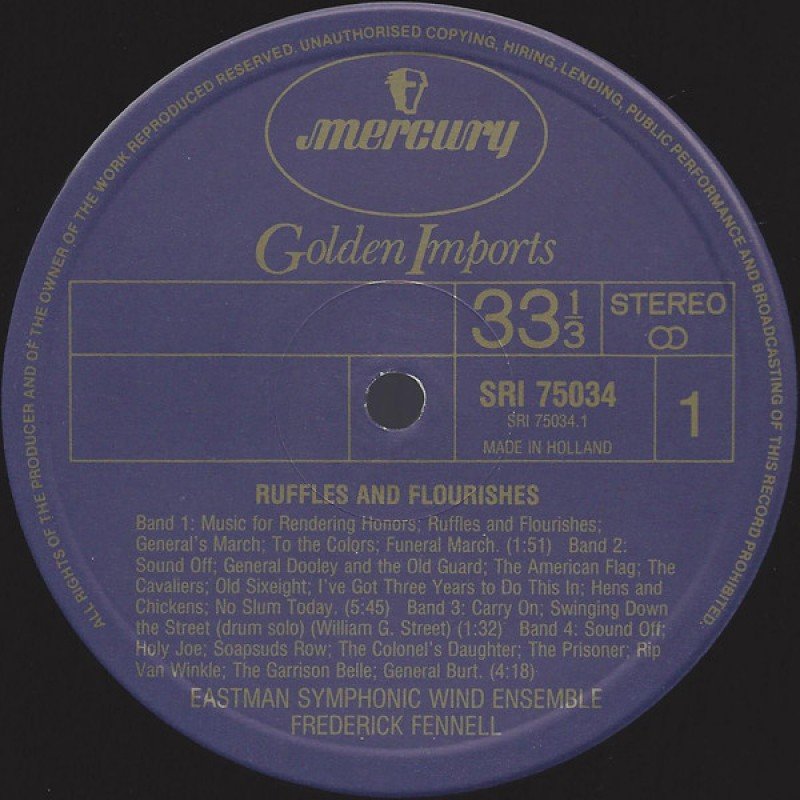 ALL RIGHTS OF THE PRODUCER AND OF THE OWNER OF THE WORK REPRODUCED RESERVED. UNAUTHORISED COPYING, HIRING, LENDING, PUBLIC PERFORMANCE AND BROADCASTING OF THIS RECORD PROHIBITED.
mercury
Golden Imports
33 1/3
STEREO
SRI 75034
SRI 75034.1
MADE IN HOLLAND
1
RUFFLES AND FLOURISHES
Band 1: Music for Rendering Honors; Ruffles and Flourishes;
General's March; To the Colors; Funeral March. (1:51) Band 2:
Sound Off; General Dooley and the Old Guard; The American Flag; The
Cavaliers; Old Sixeight; I've Got Three Years to Do This In; Hens and
Chickens; No Slum Today. (5:45) Band 3: Carry On; Swinging Down
the Street (drum solo) (William G. Street) (1:32) Band 4: Sound Off;
Holy Joe; Soapsuds Row; The Colonel's Daughter; The Prisoner; Rip
Van Winkle; The Garrison Belle; General Burt. (4:18)
EASTMAN SYMPHONIC WIND ENSEMBLE
FREDERICK FENNELL